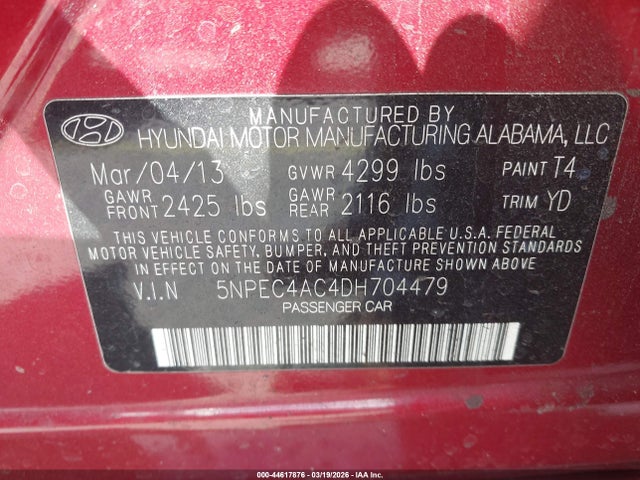 MANUFACTURED BY
HYUNDAI MOTOR MANUFACTURING ALABAMA, LLC
Mar/04/13 GVWR 4299 lbs PAINT T4
GAWR FRONT 2425 lbs GAWR REAR 2116 lbs TRIM YD
THIS VEHICLE CONFORMS TO ALL APPLICABLE U.S.A. FEDERAL
MOTOR VEHICLE SAFETY, BUMPER, AND THEFT PREVENTION STANDARDS
IN EFFECT ON THE DATE OF MANUFACTURE SHOWN ABOVE
V.I.N 5NPEC4AC4DH704479
PASSENGER CAR
000-44617876 | 03/19/2026 | IAA Inc.